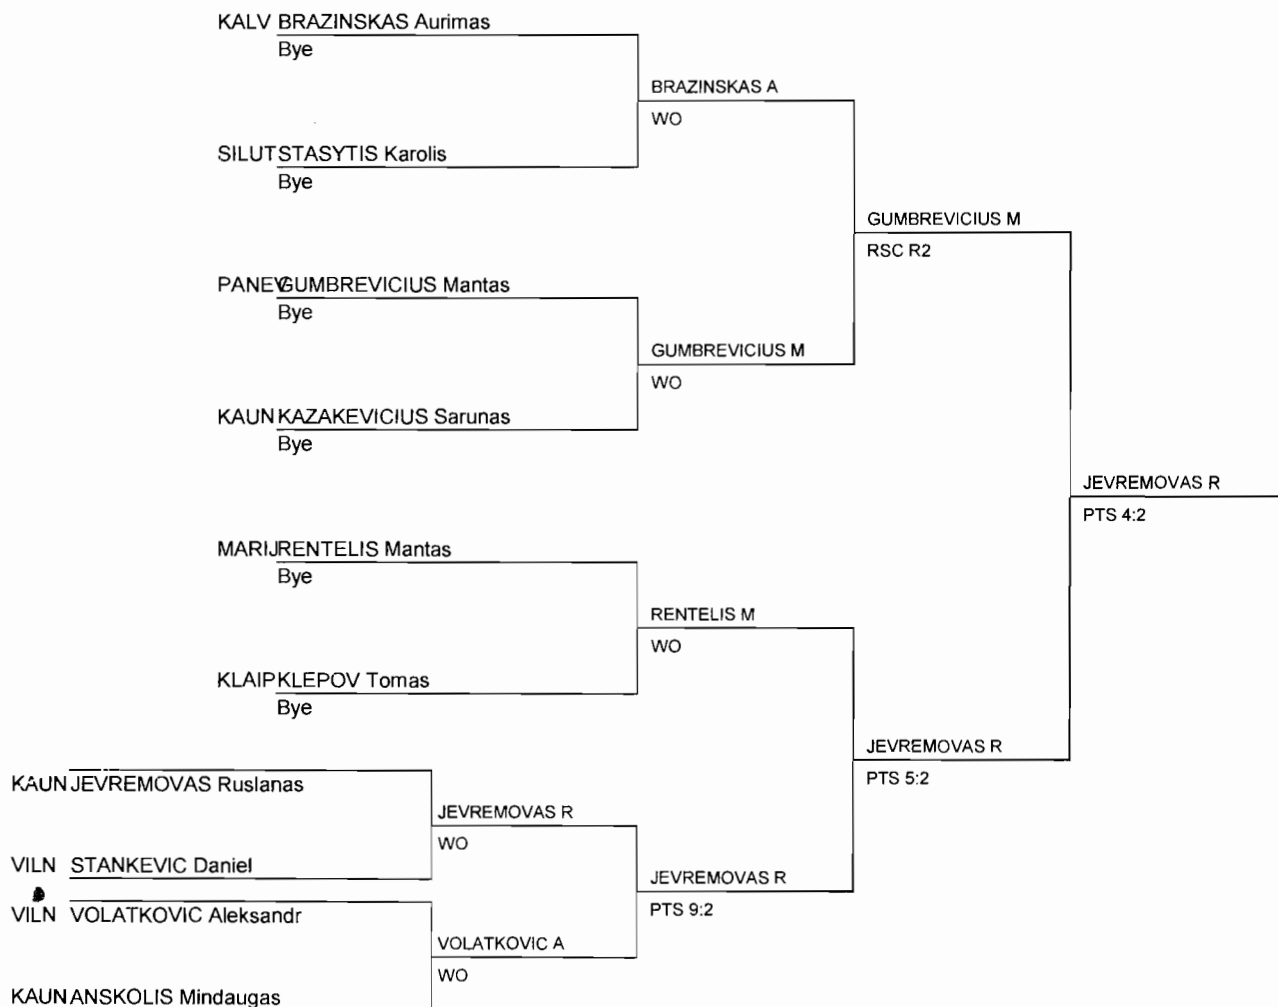 KALV BRAZINSKAS Aurimas
Bye
BRAZINSKAS A
WO
SILUT STASYTIS Karolis
Bye
GUMBREVICIUS M
RSC R2
PANEV GUMBREVICIUS Mantas
Bye
GUMBREVICIUS M
WO
KAUN KAZAKEVICIUS Sarunas
Bye
JEVREMOVAS R
PTS 4:2
MARIJ RENTELIS Mantas
Bye
RENTELIS M
WO
KLAIP KLEPOV Tomas
Bye
JEVREMOVAS R
PTS 5:2
KAUN JEVREMOVAS Ruslanas
JEVREMOVAS R
WO
VILN STANKEVIC Daniel
JEVREMOVAS R
PTS 9:2
VILN VOLATKOVIC Aleksandr
VOLATKOVIC A
WO
KAUN ANSKOLIS Mindaugas